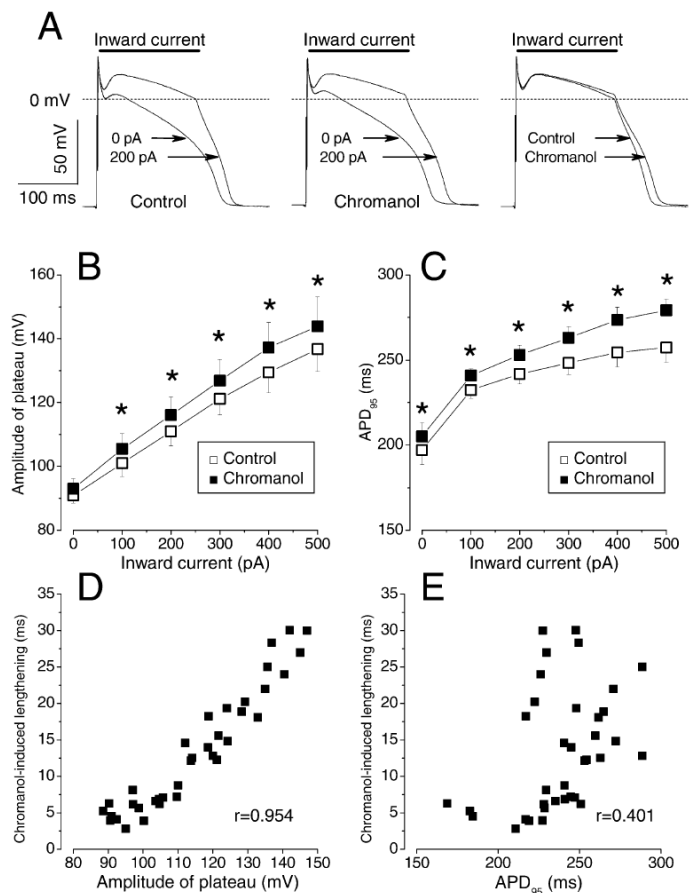 A
Inward current
Inward current
Inward current
0 mV
50 mV
100 ms
0 pA
200 pA
Control
0 pA
200 pA
Chromanol
Control
Chromanol
B
Amplitude of plateau (mV)
160
140
120
100
80
*
*
*
*
*
Control
Chromanol
0 100 200 300 400 500
Inward current (pA)
C
APD₉₅ (ms)
300
250
200
150
*
*
*
*
*
*
Control
Chromanol
0 100 200 300 400 500
Inward current (pA)
D
Chromanol-induced lengthening (ms)
35
30
25
20
15
10
5
0
r=0.954
80 90 100 110 120 130 140 150
Amplitude of plateau (mV)
E
Chromanol-induced lengthening (ms)
35
30
25
20
15
10
5
0
r=0.401
150 200 250 300
APD₉₅ (ms)